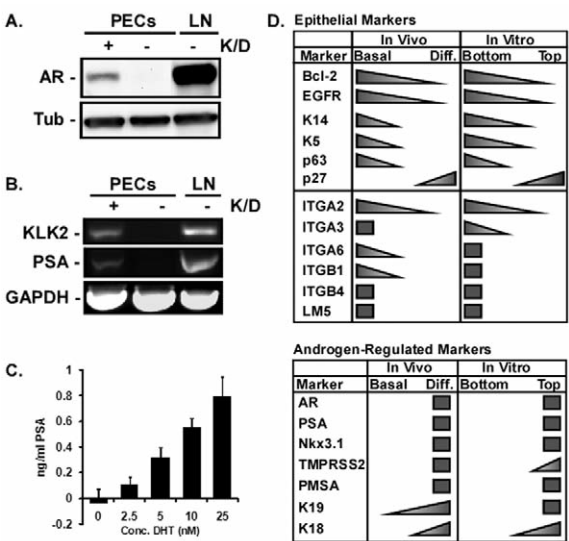 A.
PECs LN
+ - K/D
AR -
Tub -
B.
PECs LN
+ - K/D
KLK2 -
PSA -
GAPDH -
C.
ng/ml PSA
1
0.8
0.6
0.4
0.2
0
-0.2
0 2.5 5 10 25
Conc. DHT (nM)
D. Epithelial Markers
In Vivo In Vitro
Marker Basal Diff. Bottom Top
Bcl-2
EGFR
K14
K5
p63
p27
ITGA2
ITGA3
ITGA6
ITGB1
ITGB4
LM5
Androgen-Regulated Markers
In Vivo In Vitro
Marker Basal Diff. Bottom Top
AR
PSA
Nkx3.1
TMPRSS2
PMSA
K19
K18